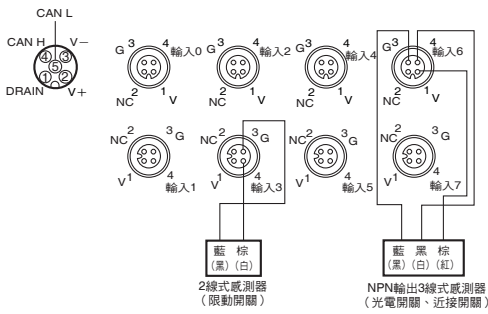 CAN L
CAN H V−
④ ③
⑤
① ②
DRAIN V+
G 3 4 輸入0
NC 2 1 V
G 3 4 輸入2
NC 2 1 V
G 3 4 輸入4
NC 2 1 V
G 3 4 輸入6
NC 2 1 V
NC 2 3 G
V 1 4 輸入1
NC 2 3 G
V 1 4 輸入3
NC 2 3 G
V 1 4 輸入5
NC 2 3 G
V 1 4 輸入7
藍 棕
(黑) (白)
2線式感測器
(限動開關)
藍 黑 棕
(黑) (白) (紅)
NPN輸出3線式感測器
(光電開關、近接開關)